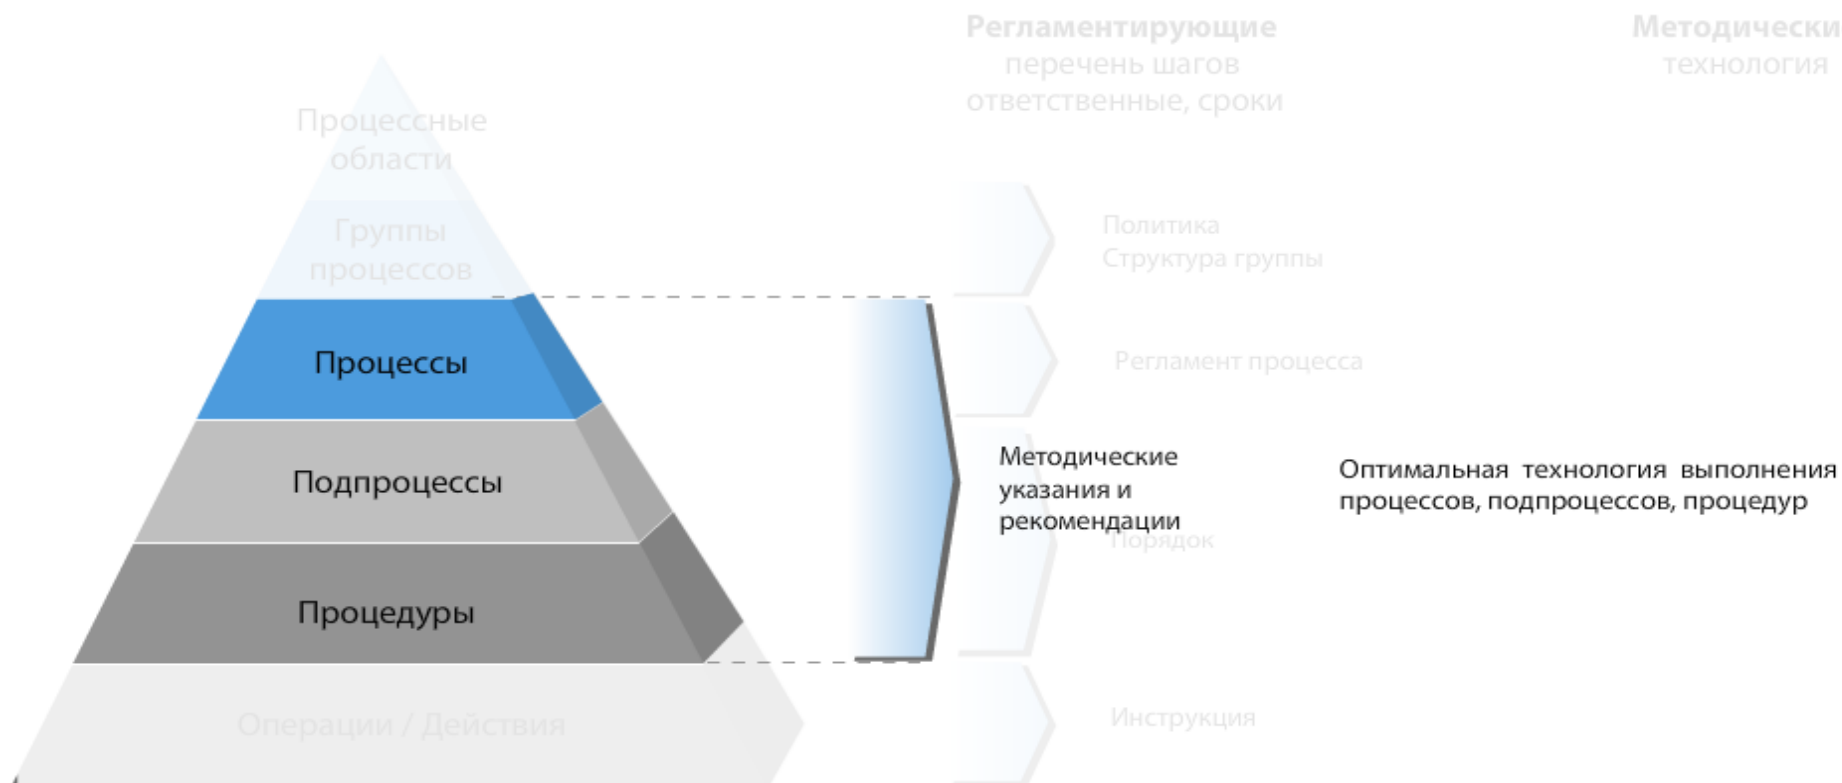 Регламентирующие
перечень шагов
ответственные, сроки
Методически
технология
Процессные
области
Группы
процессов
Процессы
Подпроцессы
Процедуры
Операции / Действия
Политика
Структура группы
Регламент процесса
Методические
указания и
рекомендации
Порядок
Инструкция
Оптимальная технология выполнения
процессов, подпроцессов, процедур